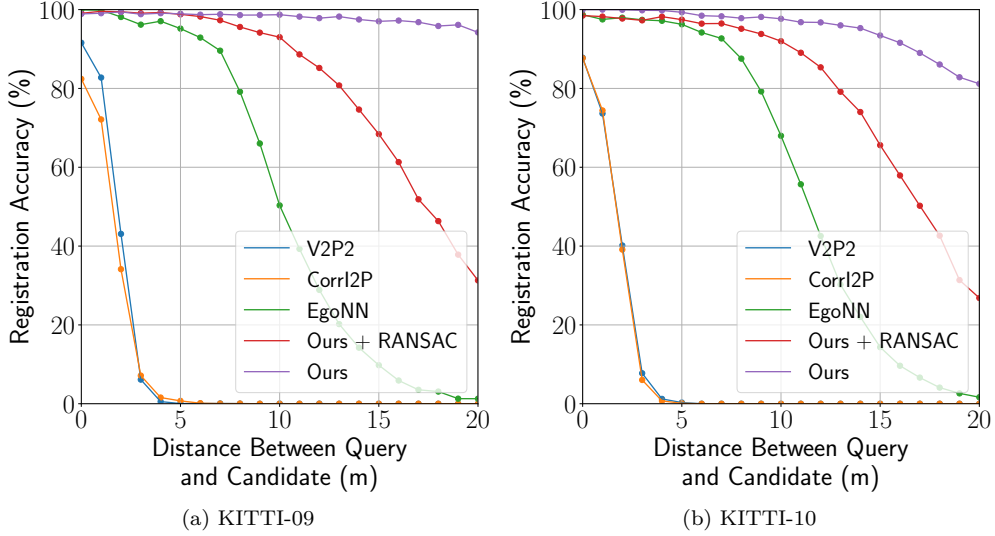 100
80
60
40
20
0
Registration Accuracy (%)
V2P2
CorrI2P
EgoNN
Ours + RANSAC
Ours
0 5 10 15 20
Distance Between Query
and Candidate (m)
(a) KITTI-09
100
80
60
40
20
0
Registration Accuracy (%)
V2P2
CorrI2P
EgoNN
Ours + RANSAC
Ours
0 5 10 15 20
Distance Between Query
and Candidate (m)
(b) KITTI-10